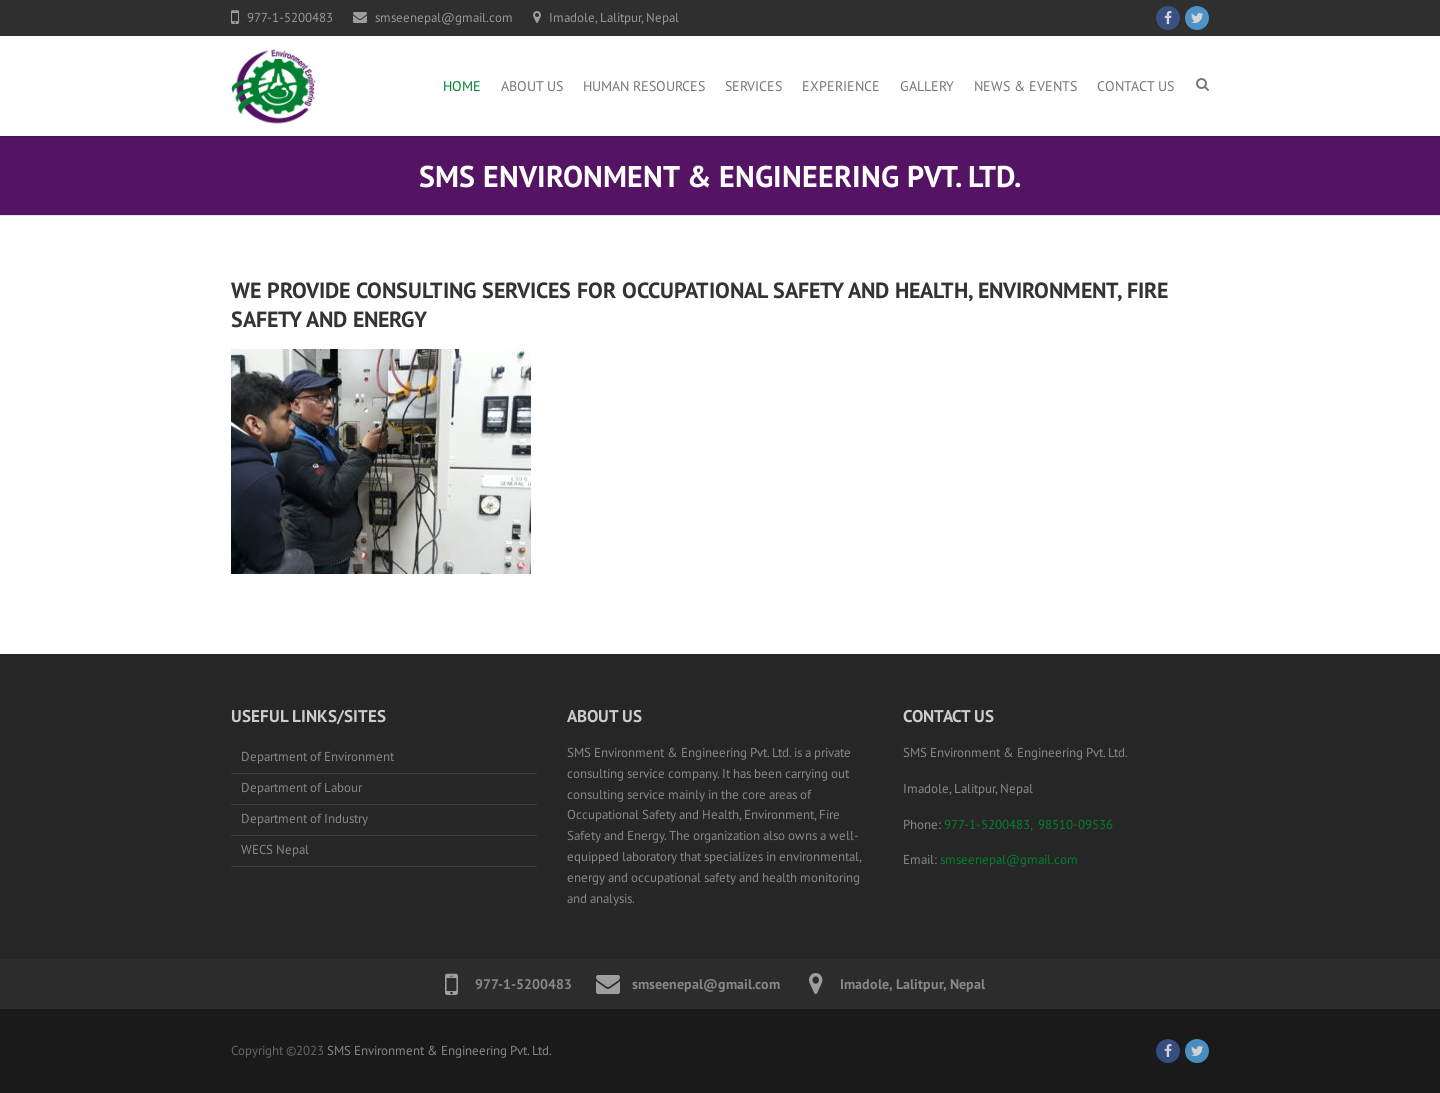 977-1-5200483 smseenepal@gmail.com Imadole, Lalitpur, Nepal
Environment Engineering
HOME ABOUT US HUMAN RESOURCES SERVICES EXPERIENCE GALLERY NEWS & EVENTS CONTACT US
SMS ENVIRONMENT & ENGINEERING PVT. LTD.
WE PROVIDE CONSULTING SERVICES FOR OCCUPATIONAL SAFETY AND HEALTH, ENVIRONMENT, FIRE
SAFETY AND ENERGY
USEFUL LINKS/SITES
Department of Environment
Department of Labour
Department of Industry
WECS Nepal
ABOUT US
SMS Environment & Engineering Pvt. Ltd. is a private
consulting service company. It has been carrying out
consulting service mainly in the core areas of
Occupational Safety and Health, Environment, Fire
Safety and Energy. The organization also owns a well-
equipped laboratory that specializes in environmental,
energy and occupational safety and health monitoring
and analysis.
CONTACT US
SMS Environment & Engineering Pvt. Ltd.
Imadole, Lalitpur, Nepal
Phone: 977-1-5200483, 98510-09536
Email: smseenepal@gmail.com
977-1-5200483 smseenepal@gmail.com Imadole, Lalitpur, Nepal
Copyright ©2023 SMS Environment & Engineering Pvt. Ltd.